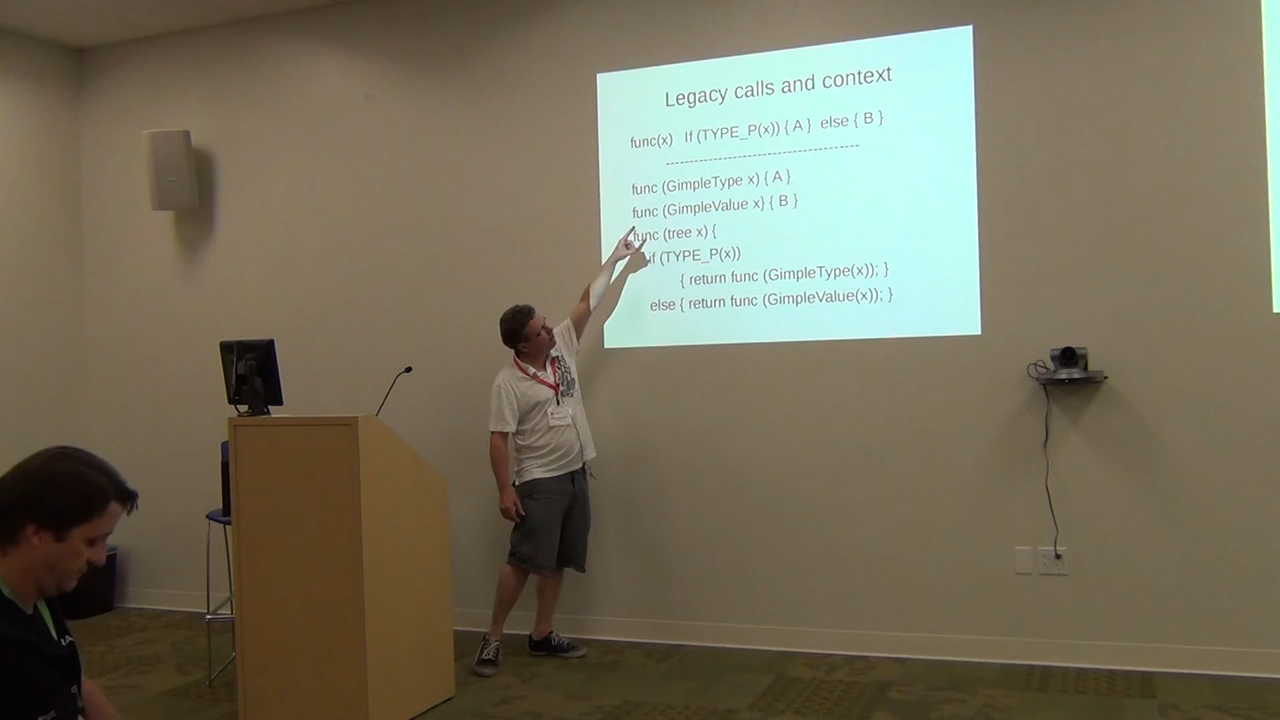 Legacy calls and context
func(x) If (TYPE_P(x)) { A } else { B }
---------------------------------------
func (GimpleType x) { A }
func (GimpleValue x} { B }
func (tree x) {
if (TYPE_P(x))
{ return func (GimpleType(x)); }
else { return func (GimpleValue(x)); }